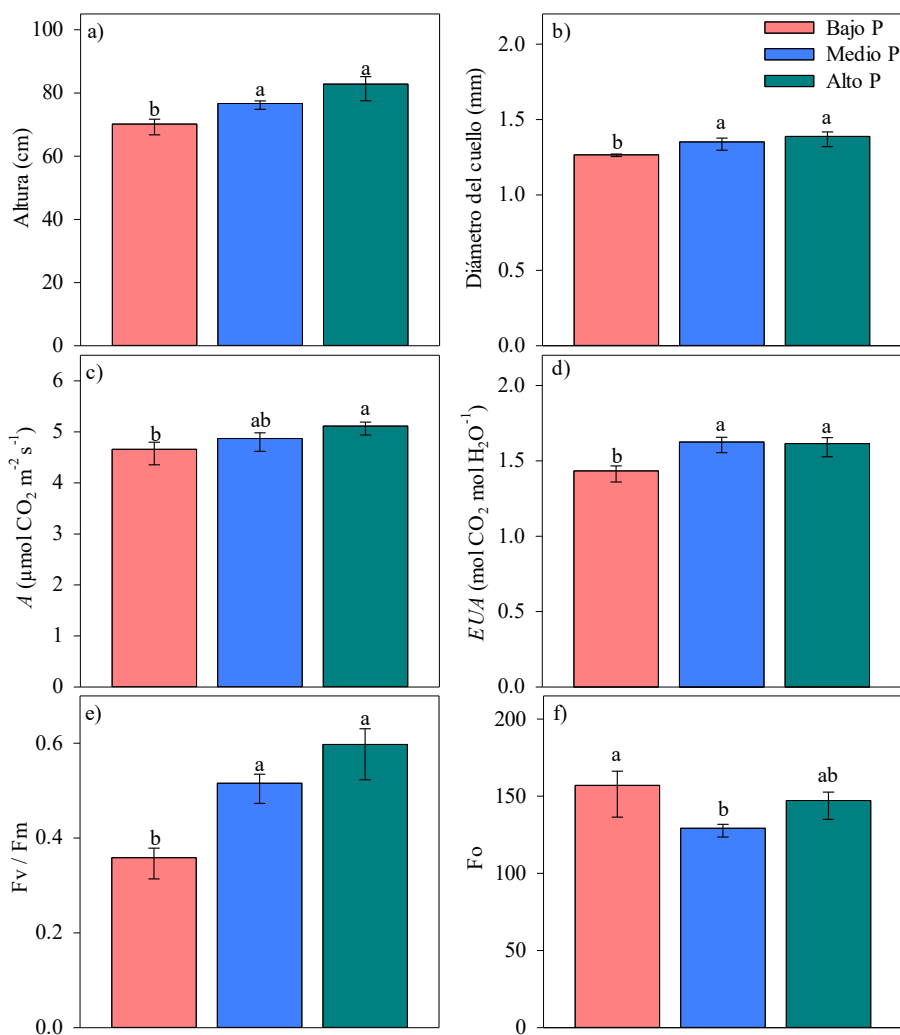 a)
Altura (cm)
100
80
60
40
20
0
b
a
a
b)
Bajo P
Medio P
Alto P
Diámetro del cuello (mm)
2.0
1.5
1.0
0.5
0.0
b
a
a
c)
A (µmol CO₂ m⁻² s⁻¹)
6
5
4
3
2
1
0
b
ab
a
d)
EUA (mol CO₂ mol H₂O⁻¹)
2.0
1.5
1.0
0.5
0.0
b
a
a
e)
Fv / Fm
0.6
0.4
0.2
0.0
b
a
a
f)
Fo
200
150
100
50
0
a
b
ab